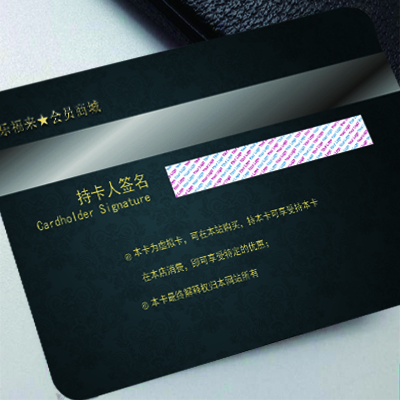 乐福来★会员商城
持卡人签名
Cardholder Signature
◎本卡为虚拟卡，可在本站购买，持本卡可享受持本卡
在本店消费，即可享受特定的优惠；
◎本卡最终解释权归本网站所有